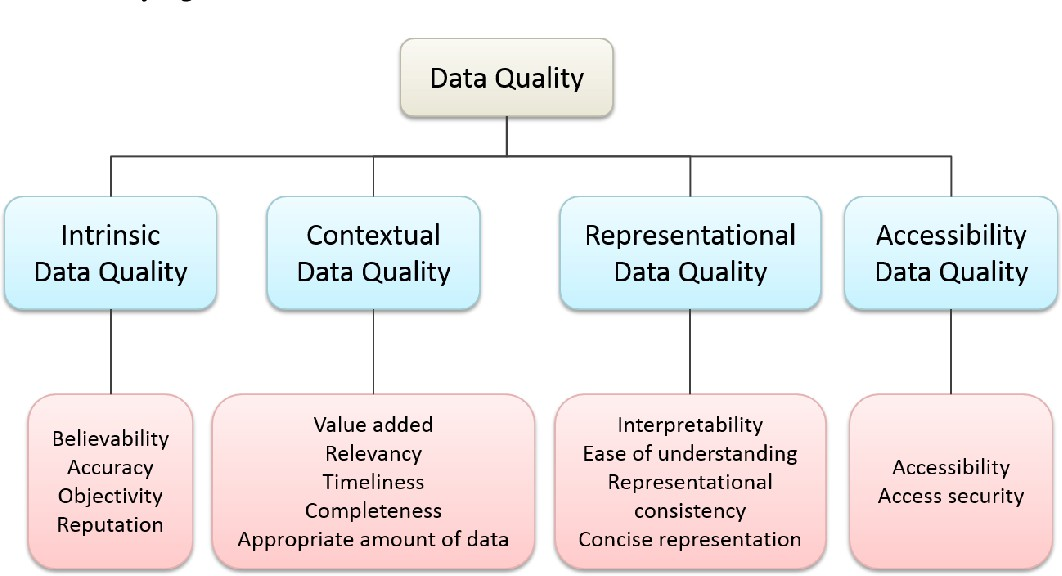 Data Quality
Intrinsic
Data Quality
Contextual
Data Quality
Representational
Data Quality
Accessibility
Data Quality
Believability
Accuracy
Objectivity
Reputation
Value added
Relevancy
Timeliness
Completeness
Appropriate amount of data
Interpretability
Ease of understanding
Representational
consistency
Concise representation
Accessibility
Access security